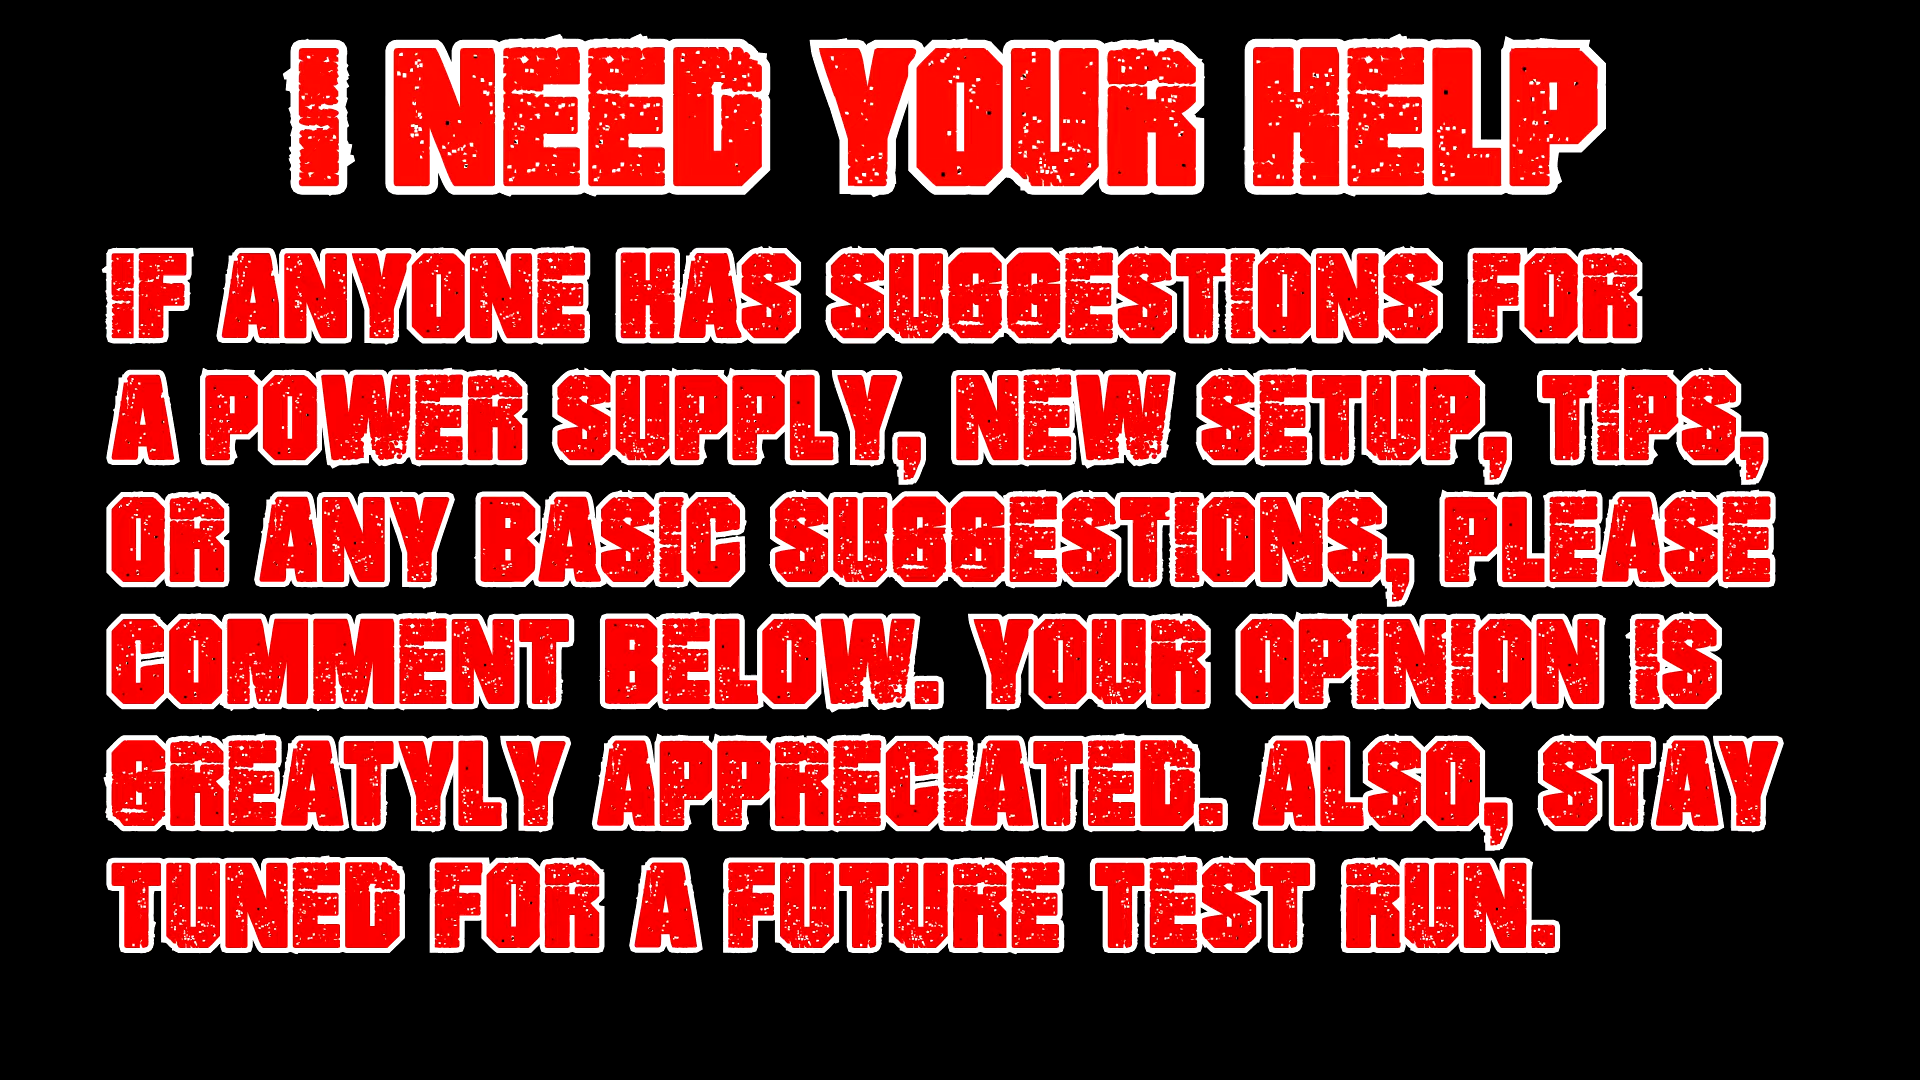 I NEED YOUR HELP
IF ANYONE HAS SUGGESTIONS FOR
A POWER SUPPLY, NEW SETUP, TIPS,
OR ANY BASIC SUGGESTIONS, PLEASE
COMMENT BELOW. YOUR OPINION IS
GREATYLY APPRECIATED. ALSO, STAY
TUNED FOR A FUTURE TEST RUN.